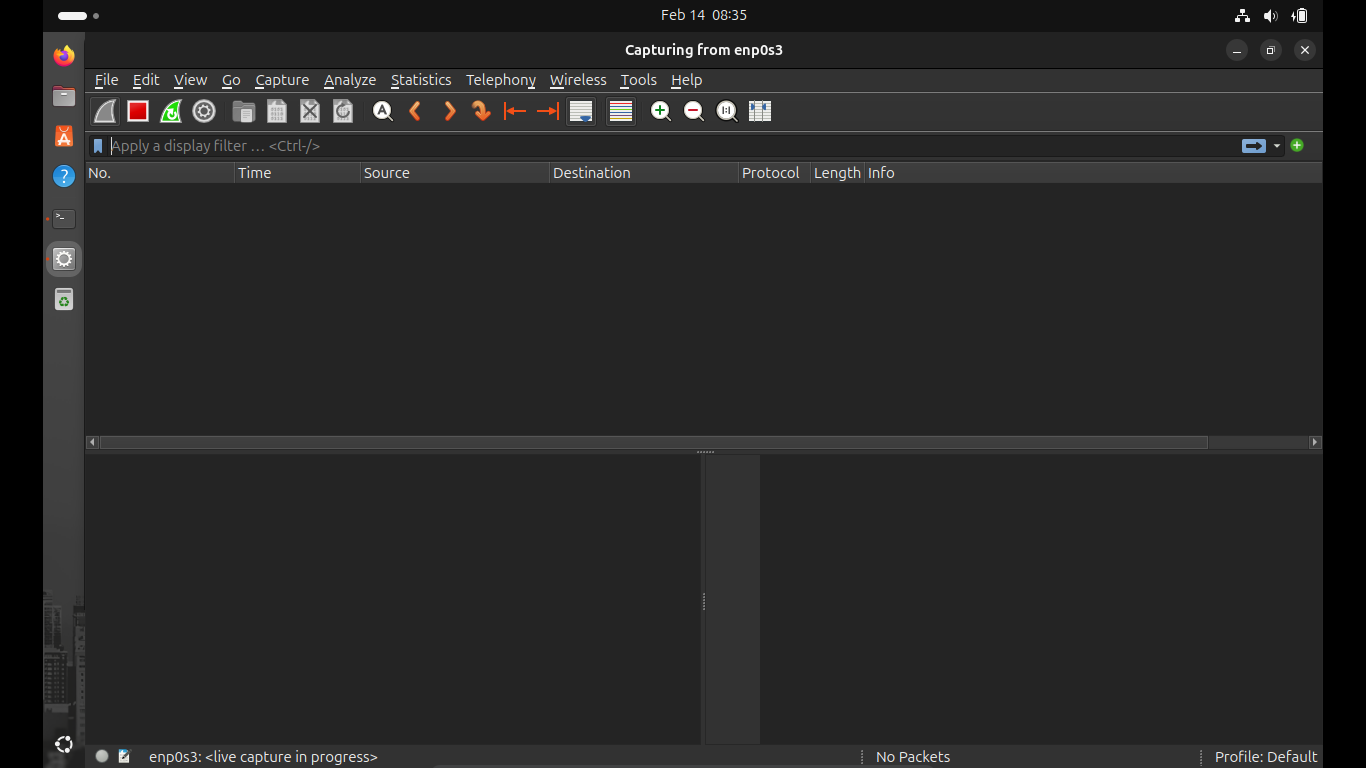 Feb 14 08:35
Capturing from enp0s3
File Edit View Go Capture Analyze Statistics Telephony Wireless Tools Help
Apply a display filter … <Ctrl-/>
No. Time Source Destination Protocol Length Info
enp0s3: <live capture in progress> No Packets Profile: Default